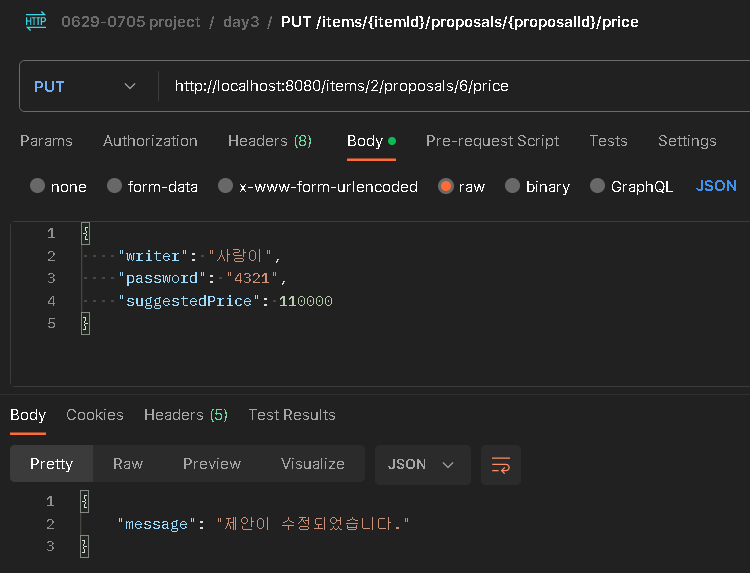 HTTP 0629-0705 project / day3 / PUT /items/{itemId}/proposals/{proposalId}/price
PUT http://localhost:8080/items/2/proposals/6/price
Params Authorization Headers (8) Body Pre-request Script Tests Settings
none form-data x-www-form-urlencoded raw binary GraphQL JSON
1 {
2 "writer": "사랑이",
3 "password": "4321",
4 "suggestedPrice": 110000
5 }
Body Cookies Headers (5) Test Results
Pretty Raw Preview Visualize JSON
1 {
2 "message": "제안이 수정되었습니다."
3 }